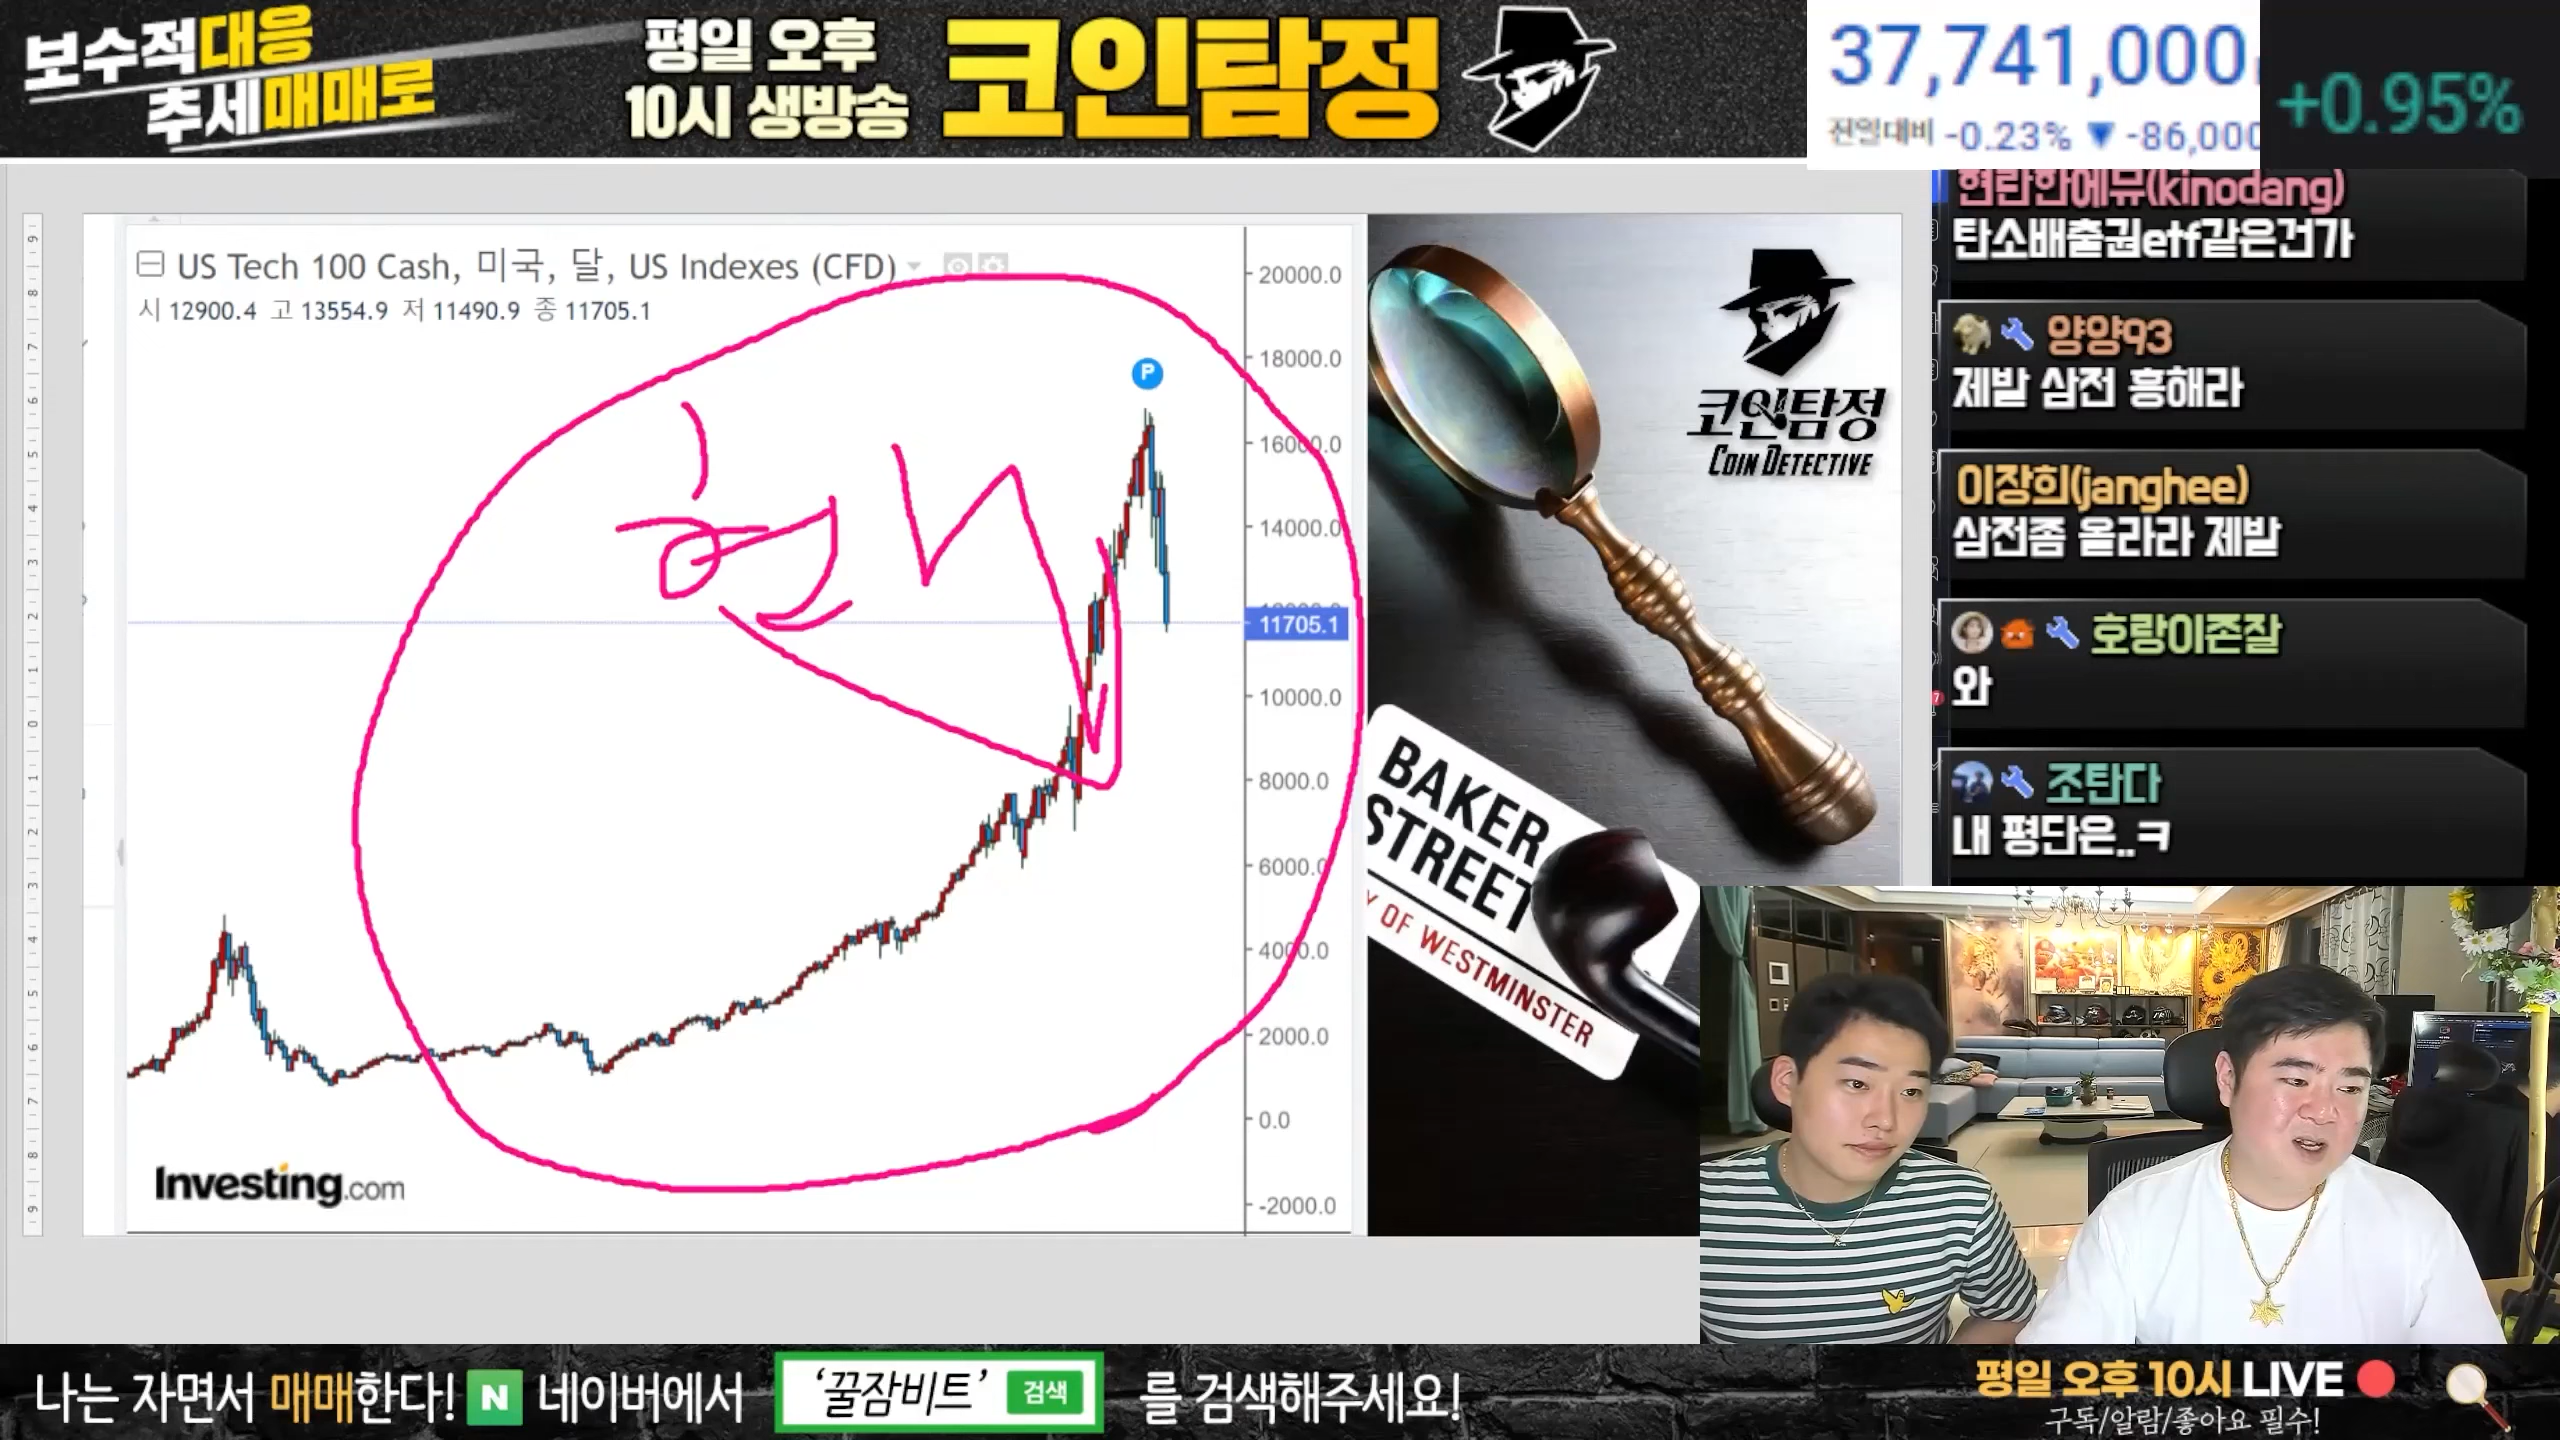 보수적대응
추세매매로
평일 오후
10시 생방송
코인탐정
37,741,000
전일대비 -0.23% ▼ -86,000
+0.95%
US Tech 100 Cash, 미국, 달, US Indexes (CFD)
시 12900.4 고 13554.9 저 11490.9 종 11705.1
P
20000.0
18000.0
16000.0
14000.0
11705.1
10000.0
8000.0
6000.0
4000.0
2000.0
0.0
-2000.0
Investing.com
코인탐정
COIN DETECTIVE
BAKER
STREET
Y OF WESTMINSTER
현란한에뮤(kinodang)
탄소배출권etf같은건가
양양93
제발 삼전 흥해라
이장희(janghee)
삼전좀 올라라 제발
호랑이존잘
와
조탄다
내 평단은..ㅋ
나는 자면서 매매한다! N 네이버에서 '꿀잠비트' 검색 를 검색해주세요!
평일 오후 10시 LIVE
구독/알람/좋아요 필수!